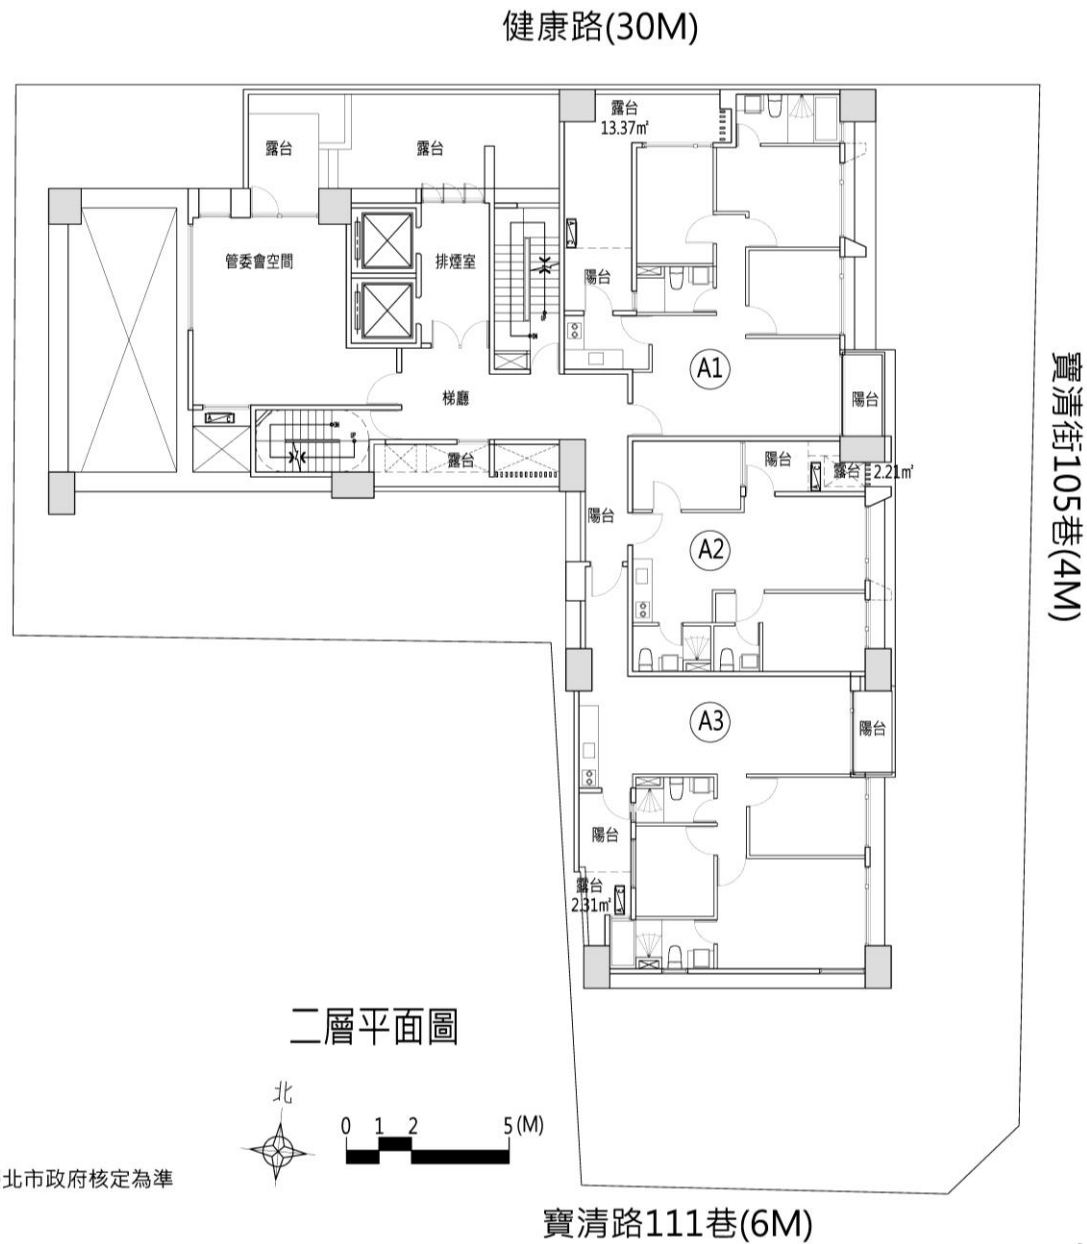 健康路(30M)
露台
13.37㎡
露台
露台
管委會空間
排煙室
陽台
A1
梯廳
陽台
寶清街105巷(4M)
露台
陽台
露台 2.21㎡
陽台
A2
A3
陽台
陽台
露台
2.31㎡
二層平面圖
北
0 1 2 5 (M)
北市政府核定為準
寶清路111巷(6M)